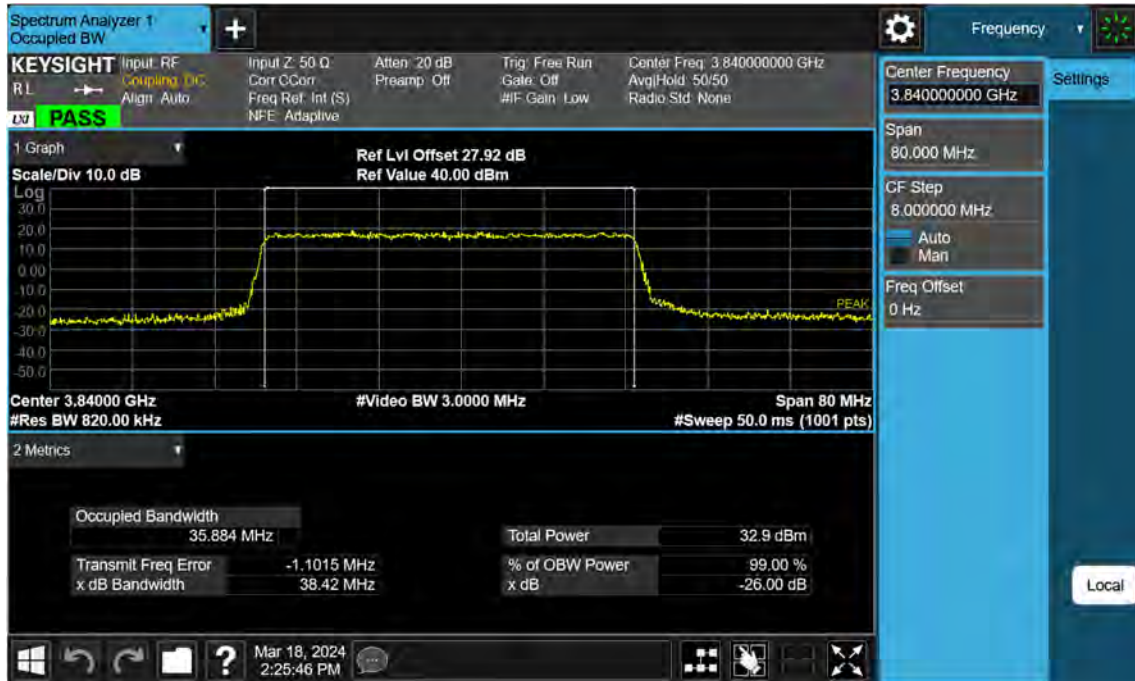 Spectrum Analyzer 1
Occupied BW
+
Frequency
KEYSIGHT
Input: RF
Coupling: DC
Align: Auto
Input Z: 50 Ω
Corr CCorr
Freq Ref: Int (S)
NFE: Adaptive
Atten: 20 dB
Preamp: Off
Trig: Free Run
Gate: Off
#IF Gain: Low
Center Freq: 3.840000000 GHz
Avg|Hold: 50/50
Radio Std: None
R L
LXI
PASS
Center Frequency
3.840000000 GHz
Settings
Span
80.000 MHz
CF Step
8.000000 MHz
Auto
Man
Freq Offset
0 Hz
1 Graph
Ref Lvl Offset 27.92 dB
Scale/Div 10.0 dB
Ref Value 40.00 dBm
Log
30.0
20.0
10.0
0.00
-10.0
-20.0
-30.0
-40.0
-50.0
PEAK
Center 3.84000 GHz
#Video BW 3.0000 MHz
Span 80 MHz
#Res BW 820.00 kHz
#Sweep 50.0 ms (1001 pts)
2 Metrics
Occupied Bandwidth
35.884 MHz
Total Power
32.9 dBm
Transmit Freq Error
-1.1015 MHz
% of OBW Power
99.00 %
x dB Bandwidth
38.42 MHz
x dB
-26.00 dB
Local
?
Mar 18, 2024
2:25:46 PM